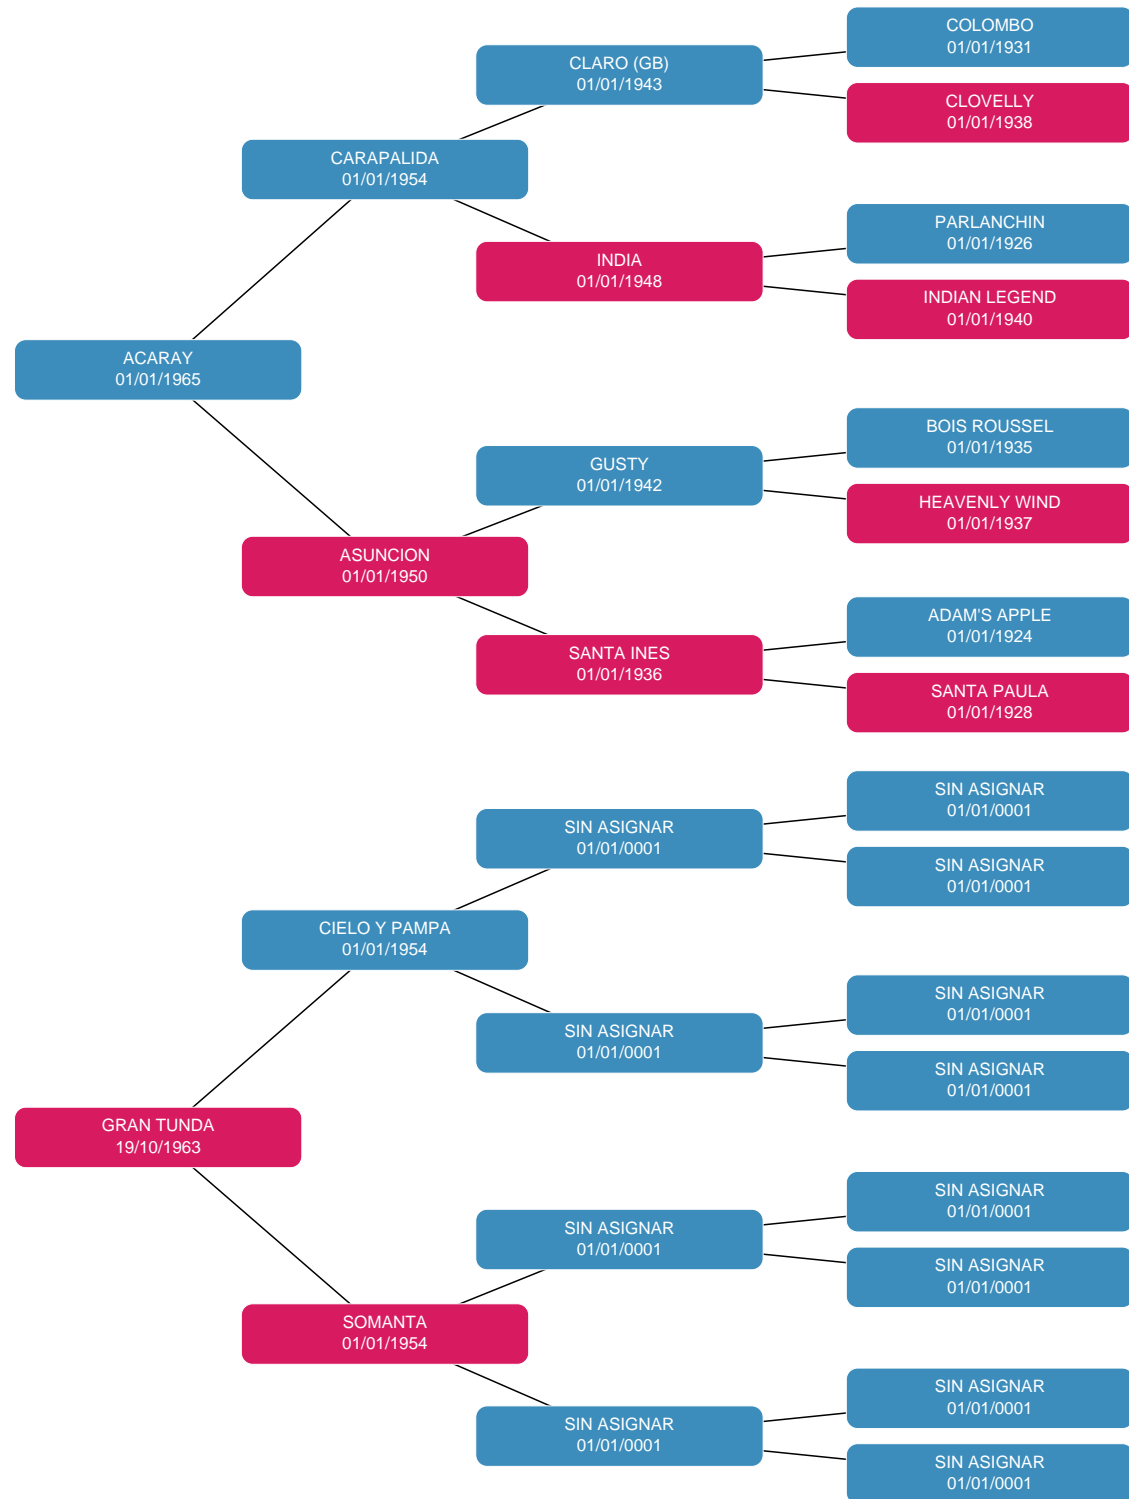 COLOMBO
01/01/1931
CLARO (GB)
01/01/1943
CLOVELLY
01/01/1938
CARAPALIDA
01/01/1954
PARLANCHIN
01/01/1926
INDIA
01/01/1948
INDIAN LEGEND
01/01/1940
ACARAY
01/01/1965
BOIS ROUSSEL
01/01/1935
GUSTY
01/01/1942
HEAVENLY WIND
01/01/1937
ASUNCION
01/01/1950
ADAM'S APPLE
01/01/1924
SANTA INES
01/01/1936
SANTA PAULA
01/01/1928
SIN ASIGNAR
01/01/0001
SIN ASIGNAR
01/01/0001
SIN ASIGNAR
01/01/0001
CIELO Y PAMPA
01/01/1954
SIN ASIGNAR
01/01/0001
SIN ASIGNAR
01/01/0001
SIN ASIGNAR
01/01/0001
GRAN TUNDA
19/10/1963
SIN ASIGNAR
01/01/0001
SIN ASIGNAR
01/01/0001
SIN ASIGNAR
01/01/0001
SOMANTA
01/01/1954
SIN ASIGNAR
01/01/0001
SIN ASIGNAR
01/01/0001
SIN ASIGNAR
01/01/0001